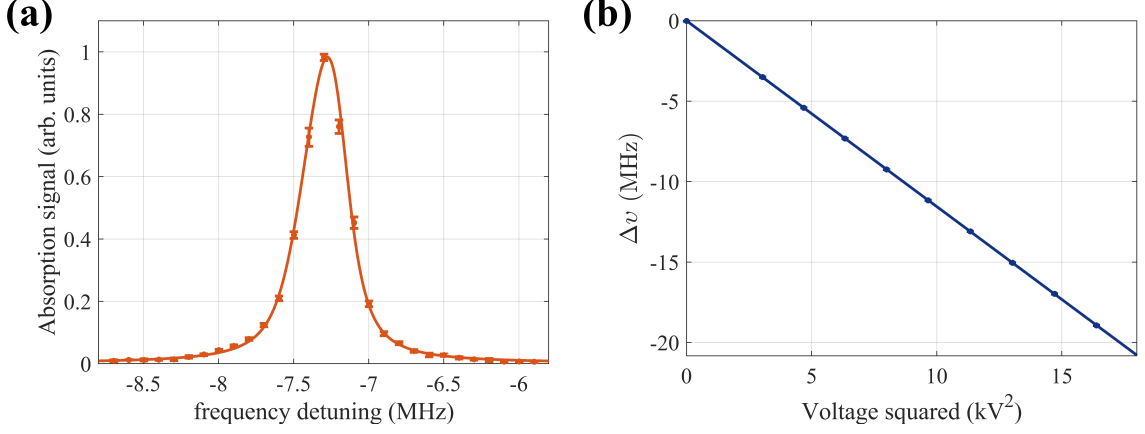 (a)
Absorption signal (arb. units)
1
0.8
0.6
0.4
0.2
0
-8.5 -8 -7.5 -7 -6.5 -6
frequency detuning (MHz)
(b)
Δυ (MHz)
0
-5
-10
-15
-20
0 5 10 15
Voltage squared (kV²)